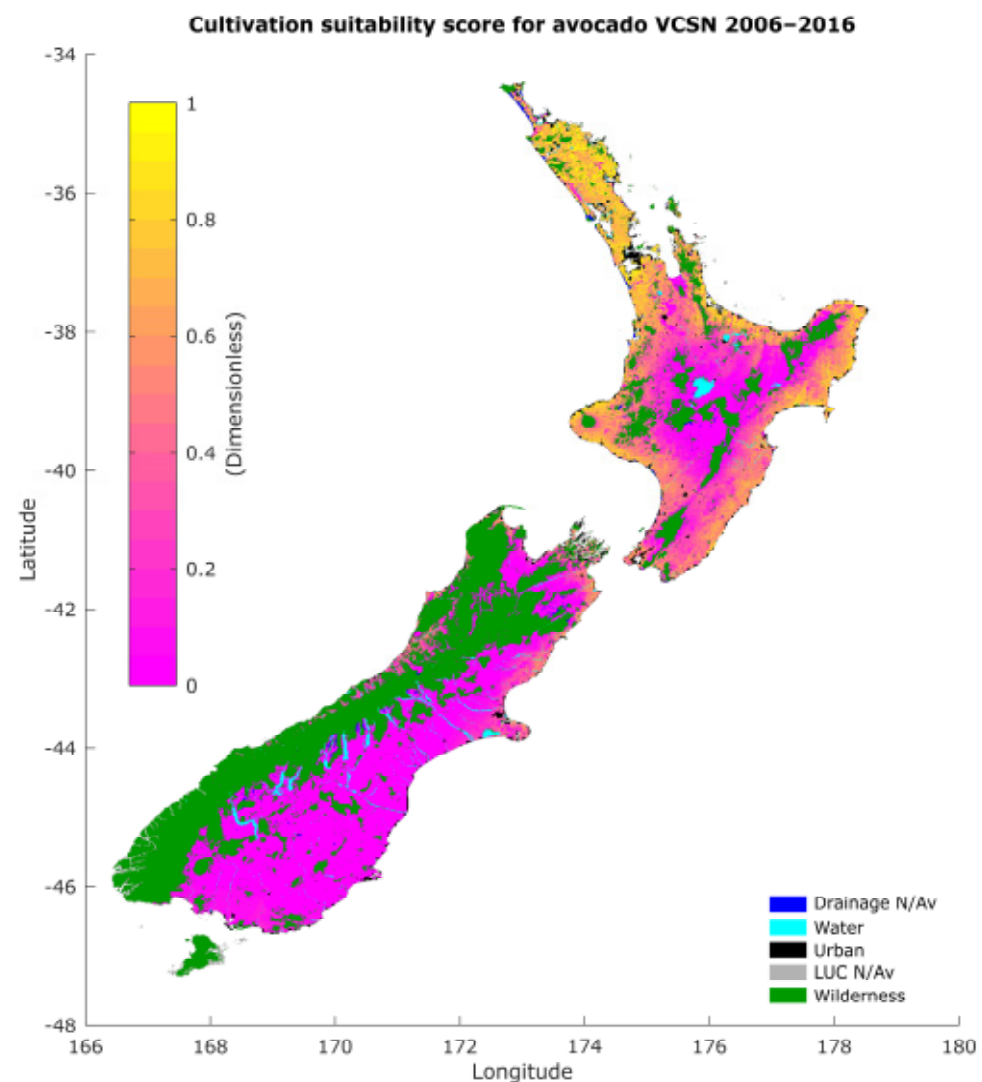 Cultivation suitability score for avocado VCSN 2006–2016
-34
-36
-38
-40
-42
-44
-46
-48
Latitude
1
0.8
0.6
0.4
0.2
0
(Dimensionless)
Drainage N/Av
Water
Urban
LUC N/Av
Wilderness
166
168
170
172
174
176
178
180
Longitude